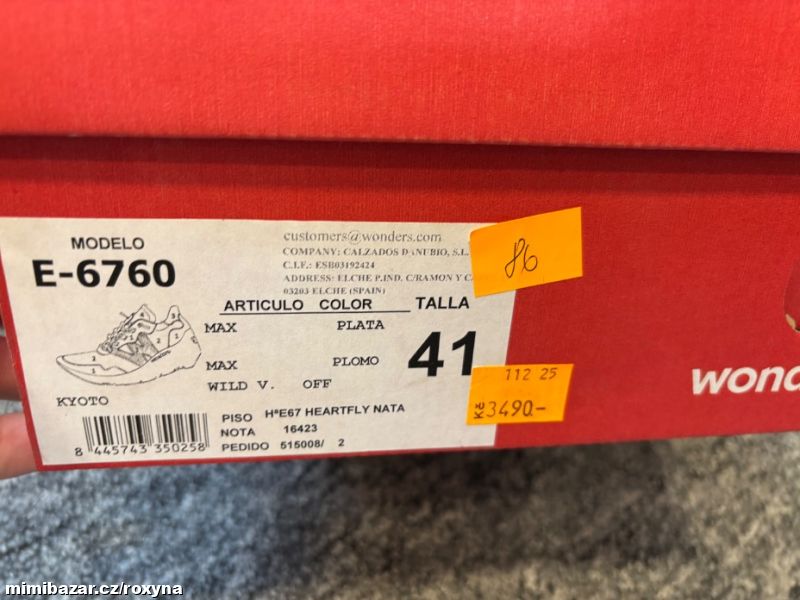 MODELO
E-6760
customers@wonders.com
COMPANY: CALZADOS DANUBIO, S.L.
C.I.F.: ESB03192424
ADDRESS: ELCHE P.IND. C/RAMON Y
03203 ELCHE (SPAIN)
ARTICULO COLOR TALLA
MAX PLATA
MAX PLOMO
WILD V. OFF
41
KYOTO
8 445743 350258
PISO HªE67 HEARTFLY NATA
NOTA 16423
PEDIDO 515008/ 2
86
112 25
Kč 3490.-
wond
mimibazar.cz/roxyna